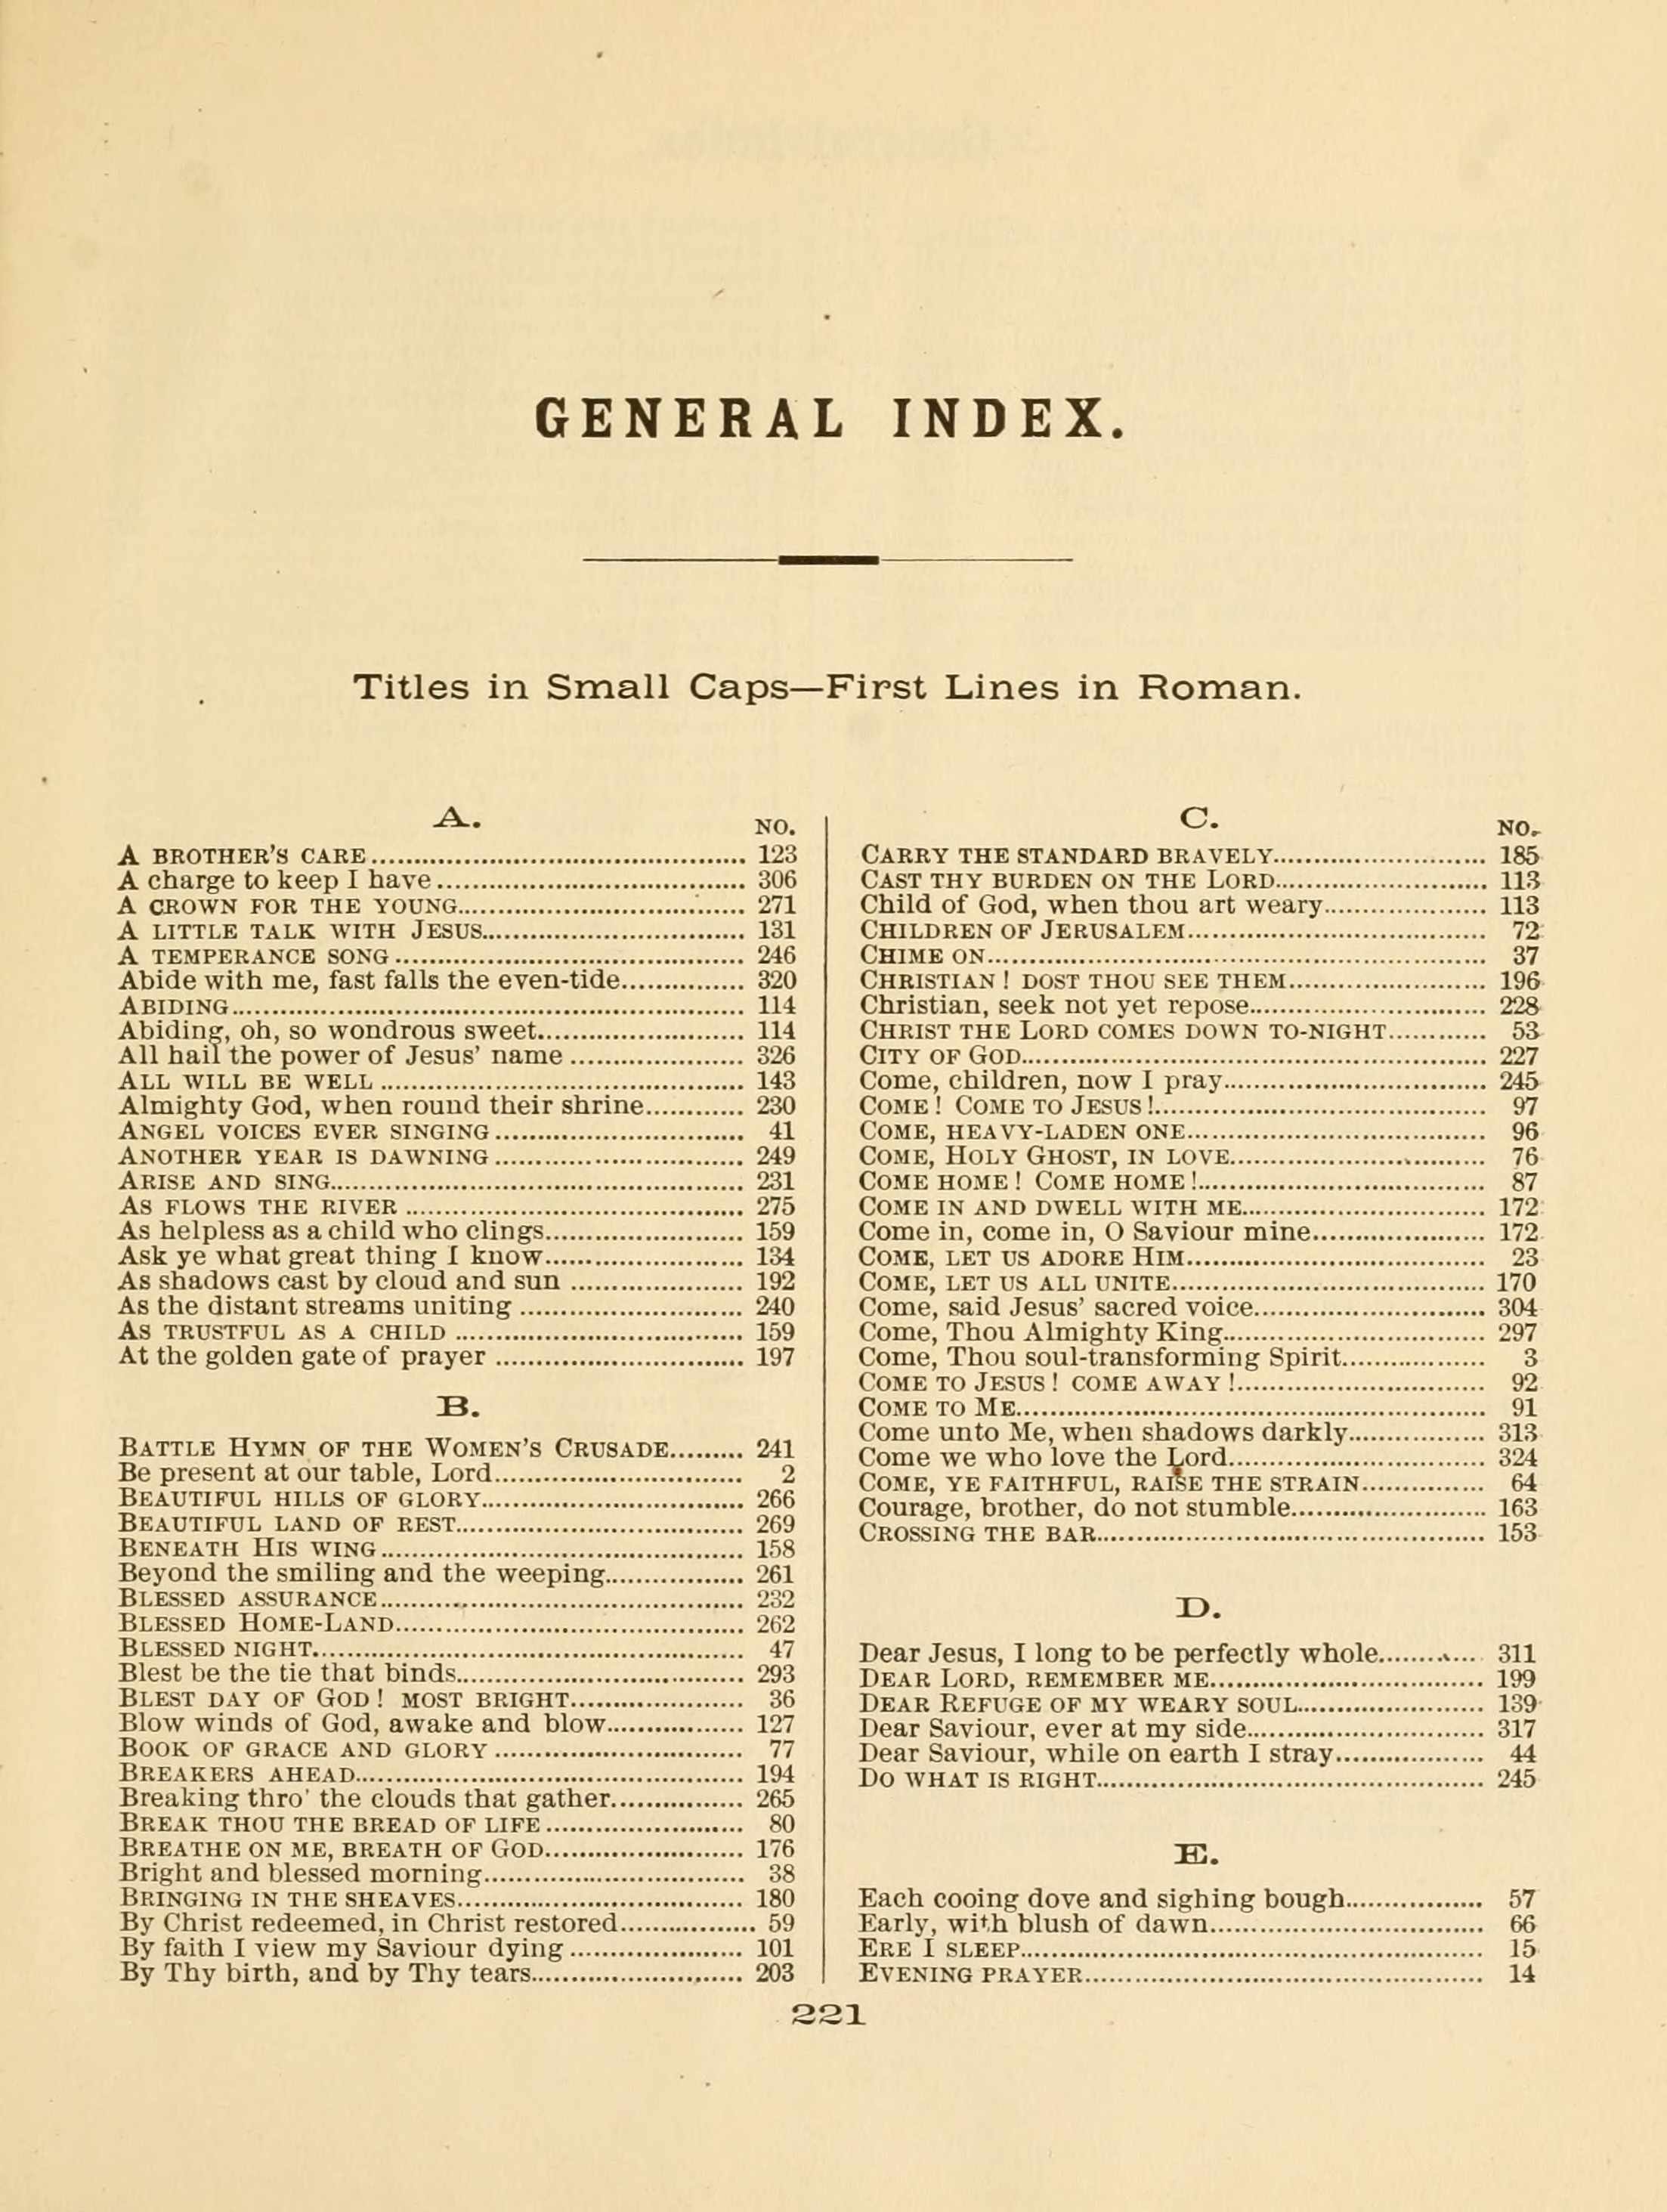 GENERAL INDEX.
Titles in Small Caps—First Lines in Roman.
A.
NO.
A BROTHER'S CARE........ 123
A charge to keep I have........ 306
A CROWN FOR THE YOUNG........ 271
A LITTLE TALK WITH JESUS........ 131
A TEMPERANCE SONG........ 246
Abide with me, fast falls the even-tide........ 320
ABIDING........ 114
Abiding, oh, so wondrous sweet........ 114
All hail the power of Jesus' name........ 326
ALL WILL BE WELL........ 143
Almighty God, when round their shrine........ 230
ANGEL VOICES EVER SINGING........ 41
ANOTHER YEAR IS DAWNING........ 249
ARISE AND SING........ 231
AS FLOWS THE RIVER........ 275
As helpless as a child who clings........ 159
Ask ye what great thing I know........ 134
As shadows cast by cloud and sun........ 192
As the distant streams uniting........ 240
AS TRUSTFUL AS A CHILD........ 159
At the golden gate of prayer........ 197
B.
BATTLE HYMN OF THE WOMEN'S CRUSADE........ 241
Be present at our table, Lord........ 2
BEAUTIFUL HILLS OF GLORY........ 266
BEAUTIFUL LAND OF REST........ 269
BENEATH HIS WING........ 158
Beyond the smiling and the weeping........ 261
BLESSED ASSURANCE........ 232
BLESSED HOME-LAND........ 262
BLESSED NIGHT........ 47
Blest be the tie that binds........ 293
BLEST DAY OF GOD! MOST BRIGHT........ 36
Blow winds of God, awake and blow........ 127
BOOK OF GRACE AND GLORY........ 77
BREAKERS AHEAD........ 194
Breaking thro' the clouds that gather........ 265
BREAK THOU THE BREAD OF LIFE........ 80
BREATHE ON ME, BREATH OF GOD........ 176
Bright and blessed morning........ 38
BRINGING IN THE SHEAVES........ 180
By Christ redeemed, in Christ restored........ 59
By faith I view my Saviour dying........ 101
By Thy birth, and by Thy tears........ 203
C.
NO.
CARRY THE STANDARD BRAVELY........ 185
CAST THY BURDEN ON THE LORD........ 113
Child of God, when thou art weary........ 113
CHILDREN OF JERUSALEM........ 72
CHIME ON........ 37
CHRISTIAN! DOST THOU SEE THEM........ 196
Christian, seek not yet repose........ 228
CHRIST THE LORD COMES DOWN TO-NIGHT........ 53
CITY OF GOD........ 227
Come, children, now I pray........ 245
COME! COME TO JESUS!........ 97
COME, HEAVY-LADEN ONE........ 96
COME, HOLY GHOST, IN LOVE........ 76
COME HOME! COME HOME!........ 87
COME IN AND DWELL WITH ME........ 172
Come in, come in, O Saviour mine........ 172
COME, LET US ADORE HIM........ 23
COME, LET US ALL UNITE........ 170
Come, said Jesus' sacred voice........ 304
Come, Thou Almighty King........ 297
Come, Thou soul-transforming Spirit........ 3
COME TO JESUS! COME AWAY!........ 92
COME TO ME........ 91
Come unto Me, when shadows darkly........ 313
Come we who love the Lord........ 324
COME, YE FAITHFUL, RAISE THE STRAIN........ 64
Courage, brother, do not stumble........ 163
CROSSING THE BAR........ 153
D.
Dear Jesus, I long to be perfectly whole........ 311
DEAR LORD, REMEMBER ME........ 199
DEAR REFUGE OF MY WEARY SOUL........ 139
Dear Saviour, ever at my side........ 317
Dear Saviour, while on earth I stray........ 44
DO WHAT IS RIGHT........ 245
E.
Each cooing dove and sighing bough........ 57
Early, with blush of dawn........ 66
ERE I SLEEP........ 15
EVENING PRAYER........ 14
221